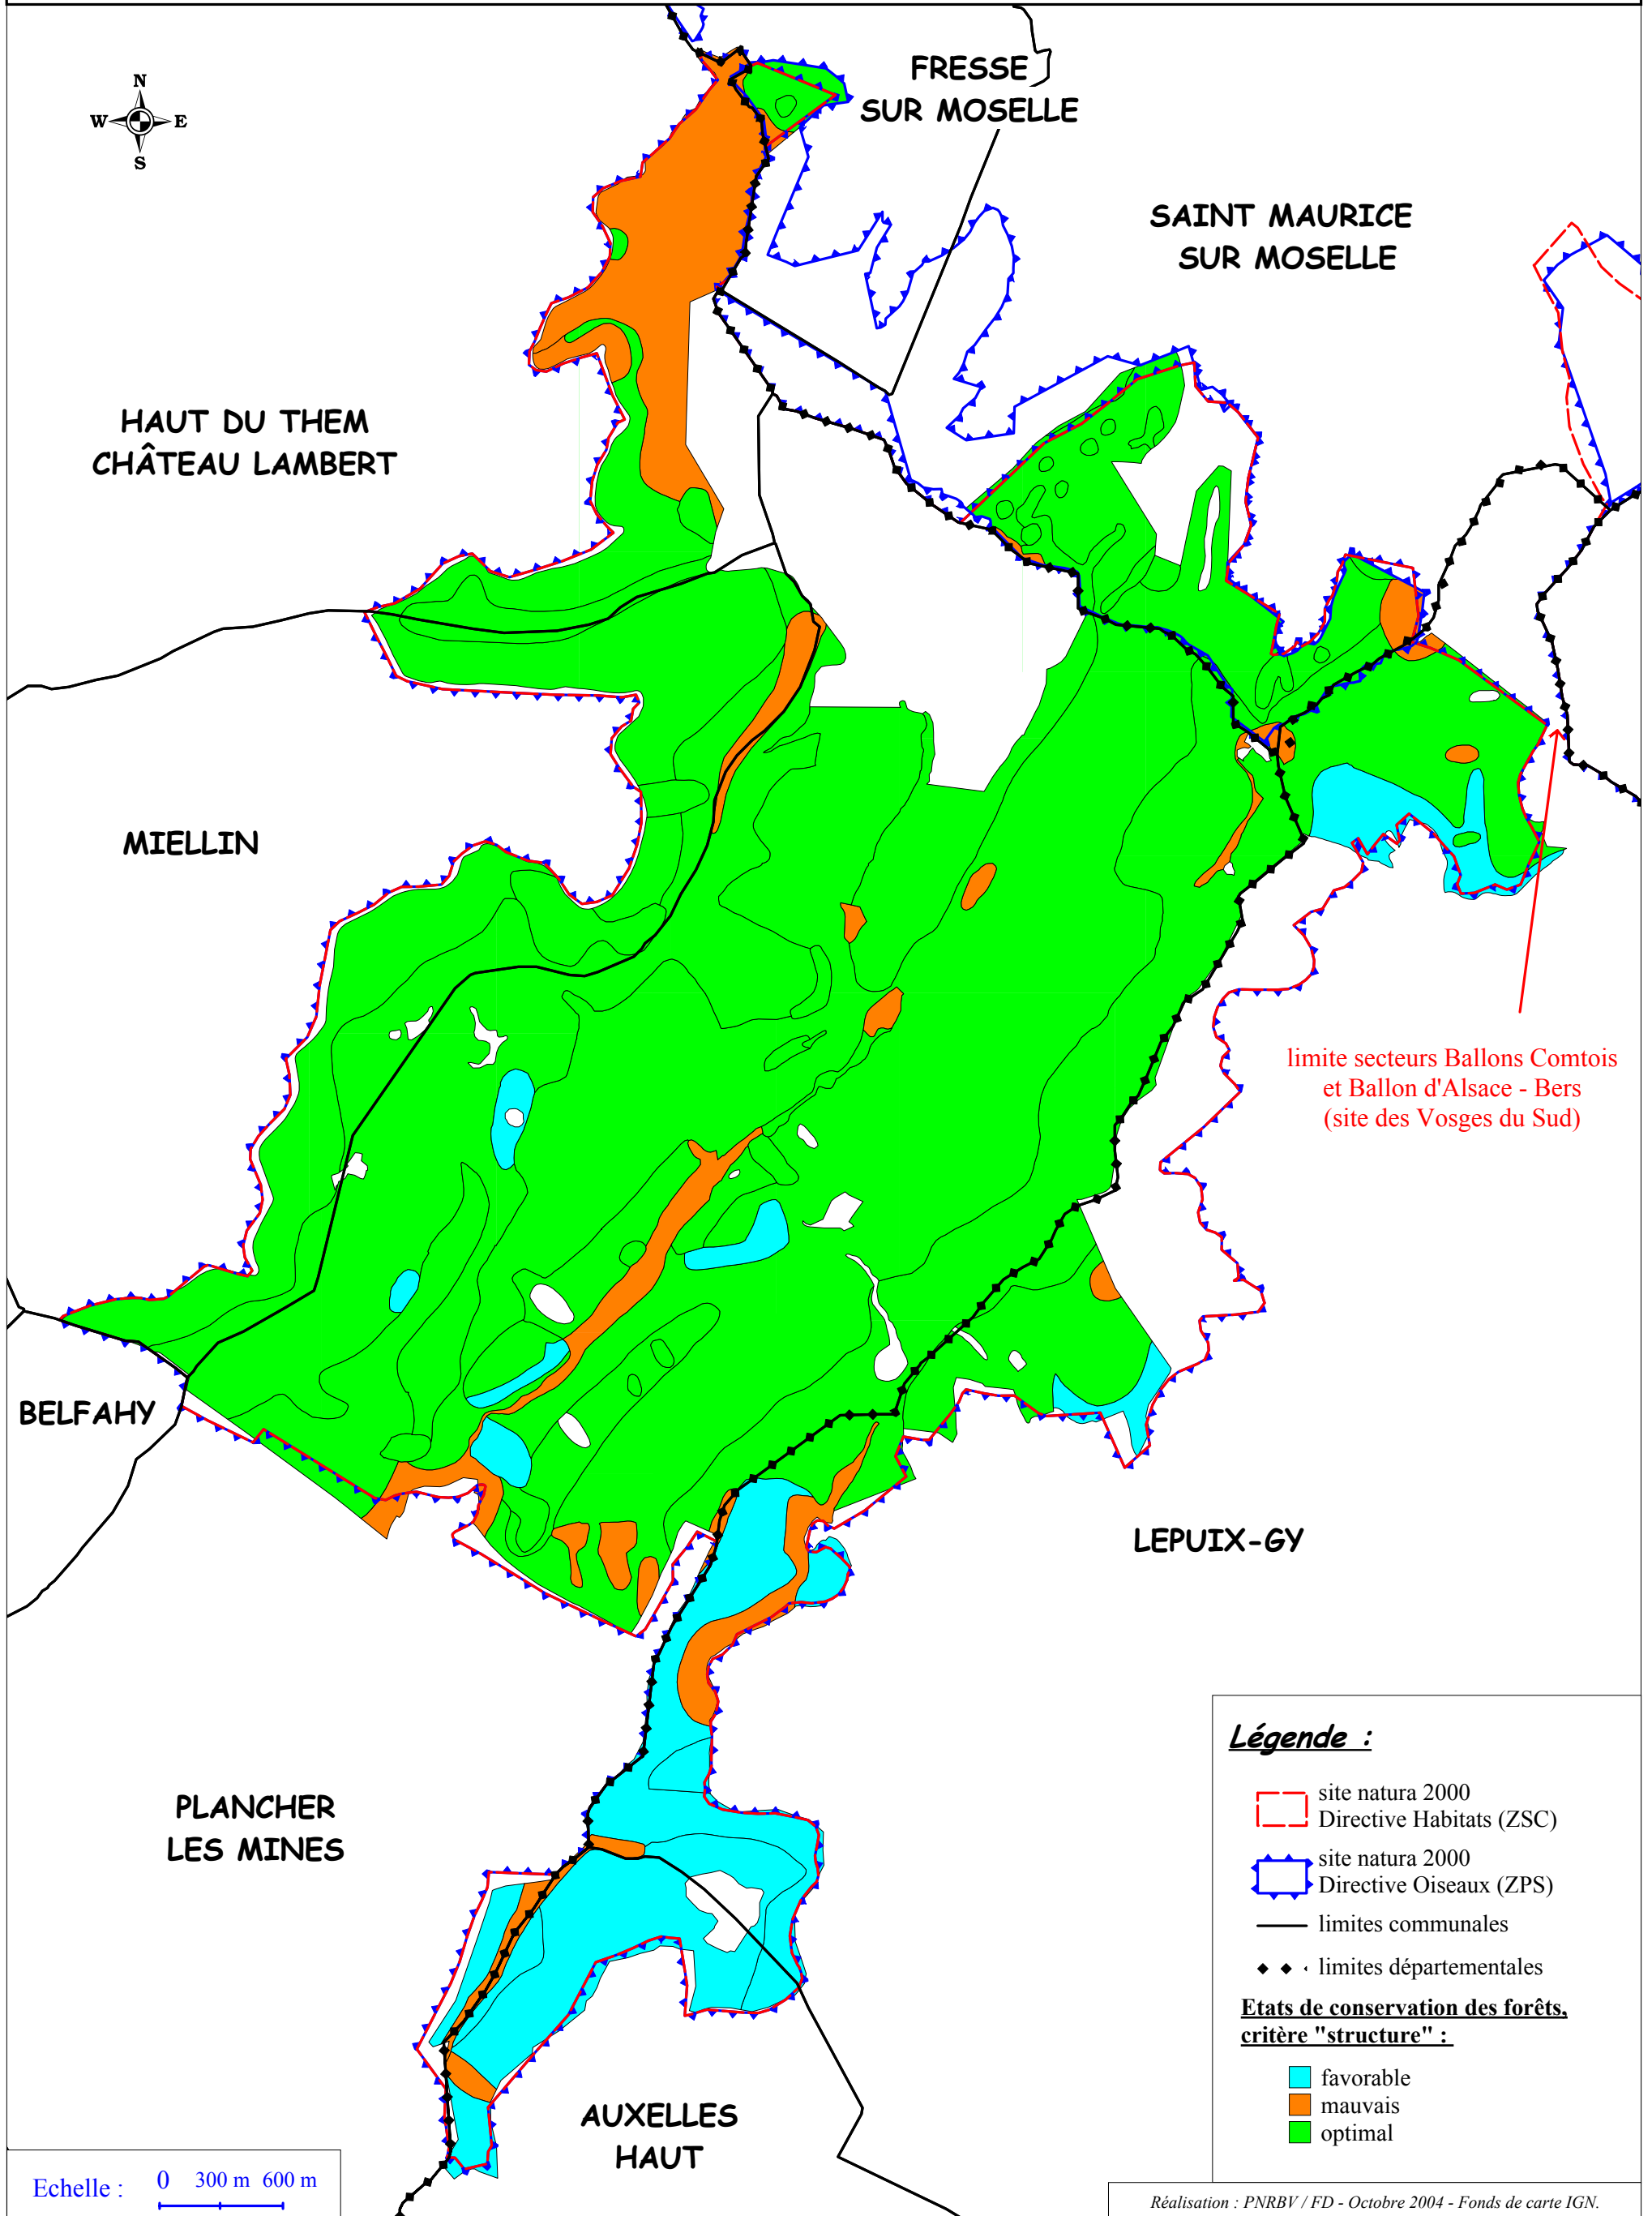 N
W E
S
FRESSE
SUR MOSELLE
SAINT MAURICE
SUR MOSELLE
HAUT DU THEM
CHÂTEAU LAMBERT
MIELLIN
limite secteurs Ballons Comtois
et Ballon d'Alsace - Bers
(site des Vosges du Sud)
BELFAHY
LEPUIX-GY
PLANCHER
LES MINES
AUXELLES
HAUT
Légende :
site natura 2000
Directive Habitats (ZSC)
site natura 2000
Directive Oiseaux (ZPS)
limites communales
limites départementales
Etats de conservation des forêts,
critère "structure" :
favorable
mauvais
optimal
Echelle : 0 300 m 600 m
Réalisation : PNRBV / FD - Octobre 2004 - Fonds de carte IGN.